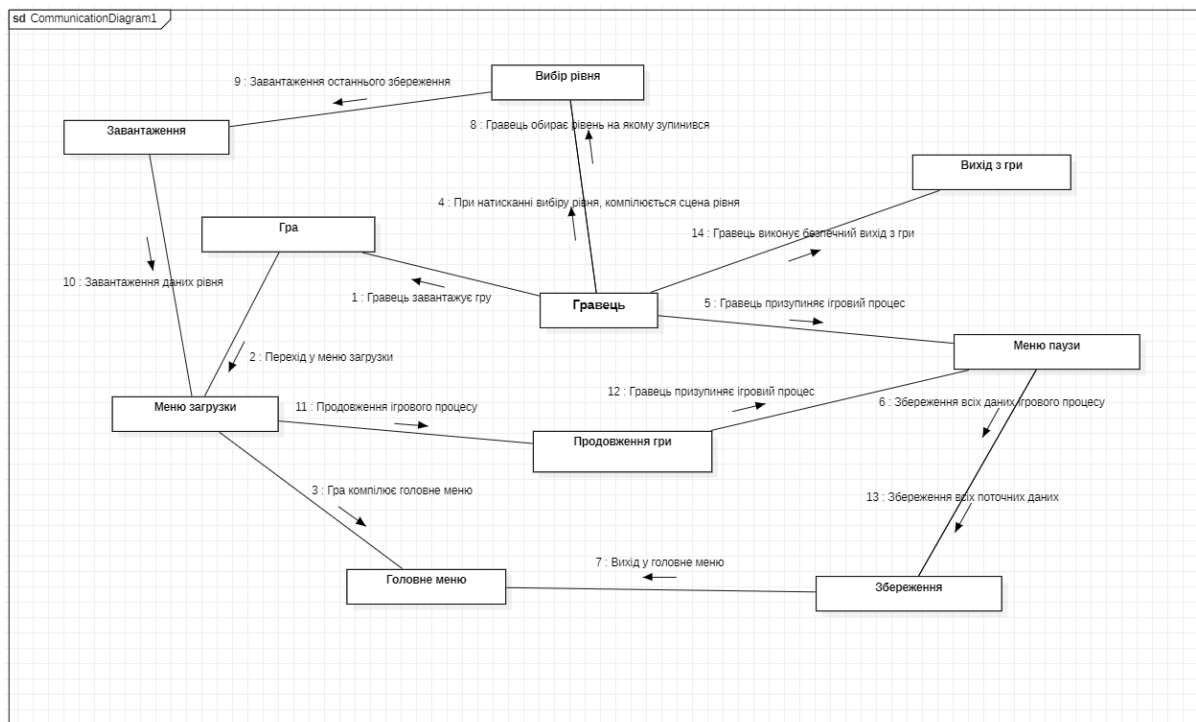 sd CommunicationDiagram1
Вибір рівня
9 : Завантаження останнього збереження
Завантаження
8 : Гравець обирає рівень на якому зупинився
Вихід з гри
4 : При натисканні вибіру рівня, компілюється сцена рівня
Гра
14 : Гравець виконує безпечний вихід з гри
10 : Завантаження даних рівня
1 : Гравець завантажує гру
Гравець
5 : Гравець призупиняє ігровий процес
Меню паузи
2 : Перехід у меню загрузки
12 : Гравець призупиняє ігровий процес
6 : Збереження всіх даних ігрового процесу
Меню загрузки
11 : Продовження ігрового процесу
Продовження гри
3 : Гра компілює головне меню
13 : Збереження всіх поточних даних
7 : Вихід у головне меню
Головне меню
Збереження